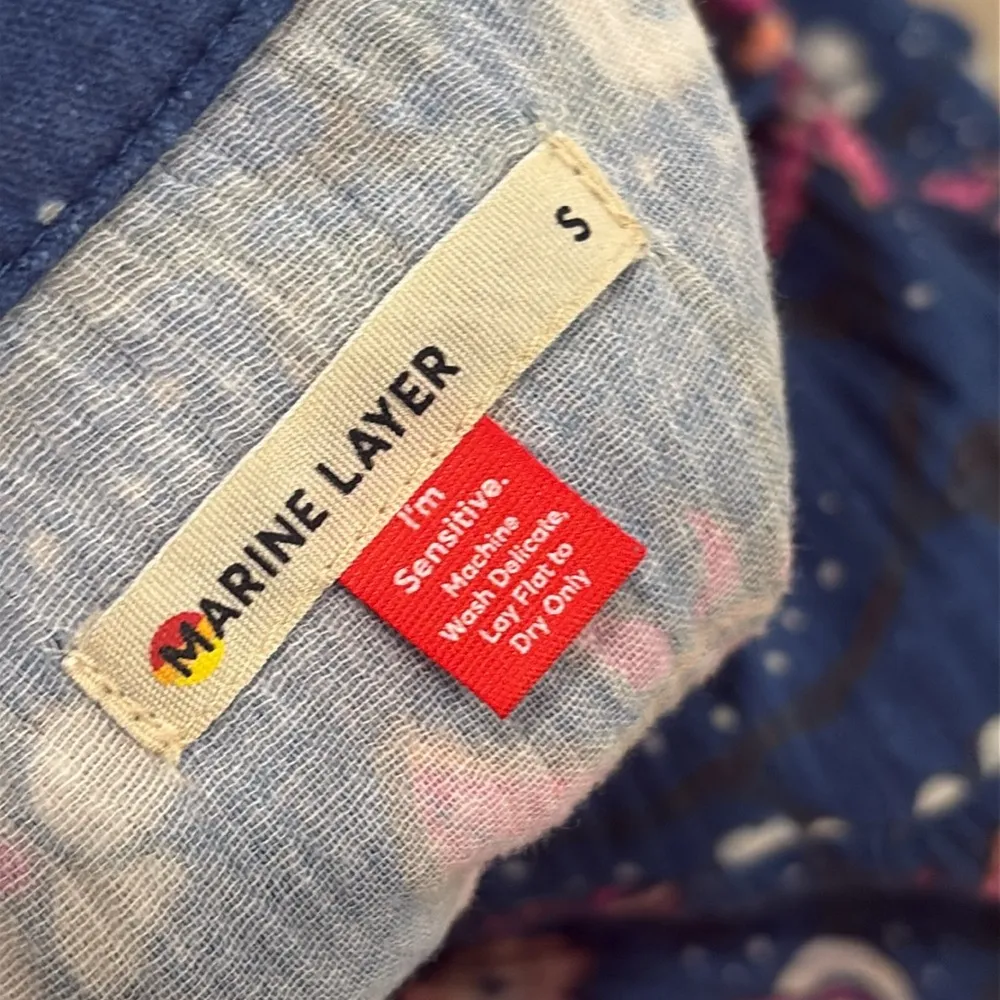 S
MARINE LAYER
I'm
Sensitive.
Machine
Wash Delicate,
Lay Flat to
Dry Only